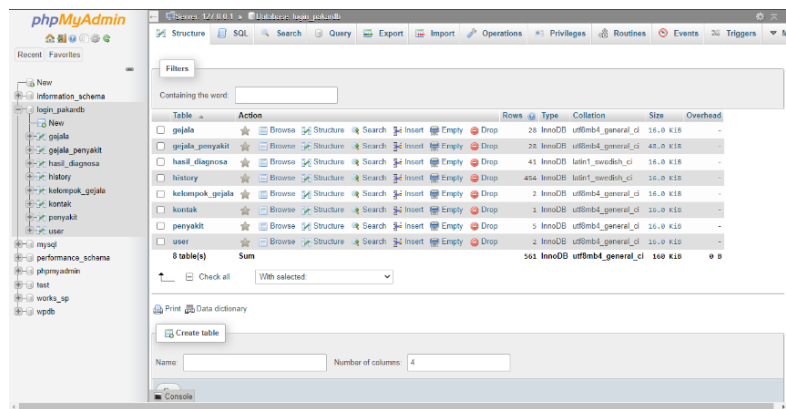 phpMyAdmin
Recent Favorites
New
information_schema
login_pakardb
New
gejala
gejala_penyakit
hasil_diagnosa
history
kelompok_gejala
kontak
penyakit
user
mysql
performance_schema
phpmyadmin
test
works_sp
wpdb
Server: 127.0.0.1 » Database: login_pakardb
Structure SQL Search Query Export Import Operations Privileges Routines Events Triggers
Filters
Containing the word:
Table Action Rows Type Collation Size Overhead
gejala Browse Structure Search Insert Empty Drop 28 InnoDB utf8mb4_general_ci 16.0 KiB -
gejala_penyakit Browse Structure Search Insert Empty Drop 28 InnoDB utf8mb4_general_ci 48.0 KiB -
hasil_diagnosa Browse Structure Search Insert Empty Drop 41 InnoDB latin1_swedish_ci 16.0 KiB -
history Browse Structure Search Insert Empty Drop 454 InnoDB latin1_swedish_ci 16.0 KiB -
kelompok_gejala Browse Structure Search Insert Empty Drop 2 InnoDB utf8mb4_general_ci 16.0 KiB -
kontak Browse Structure Search Insert Empty Drop 1 InnoDB utf8mb4_general_ci 16.0 KiB -
penyakit Browse Structure Search Insert Empty Drop 5 InnoDB utf8mb4_general_ci 16.0 KiB -
user Browse Structure Search Insert Empty Drop 2 InnoDB utf8mb4_general_ci 16.0 KiB -
8 table(s) Sum 561 InnoDB utf8mb4_general_ci 160 KiB 0 B
Check all With selected:
Print Data dictionary
Create table
Name: Number of columns: 4
Console